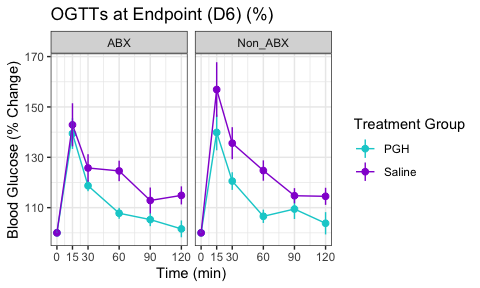 OGTTs at Endpoint (D6) (%)
ABX
Non_ABX
170
150
130
110
Blood Glucose (% Change)
0 15 30 60 90 120
0 15 30 60 90 120
Time (min)
Treatment Group
PGH
Saline